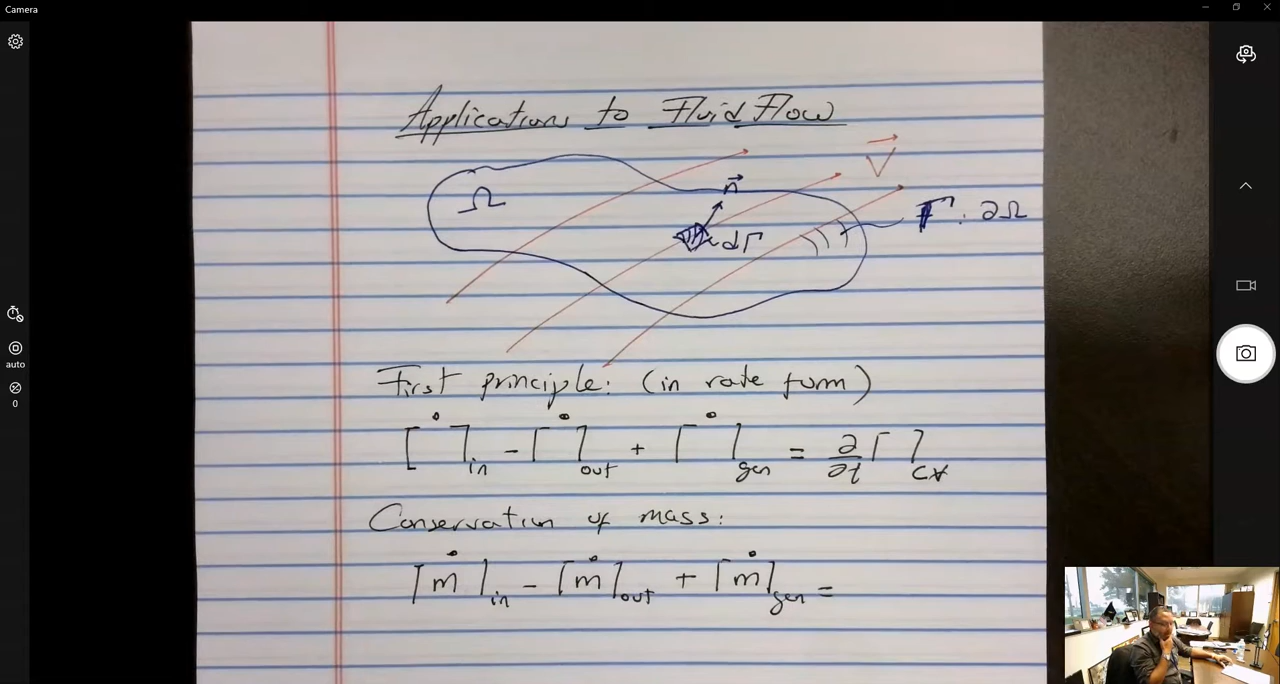 Camera
Applications to Fluid Flow
V⃗
Ω
n⃗
dΓ
Γ: ∂Ω
First principle: (in rate form)
[ ˙ ]in - [ ˙ ]out + [ ˙ ]gen = ∂/∂t [ ]CV
Conservation of mass:
[ṁ]in - [ṁ]out + [ṁ]gen =
auto
0